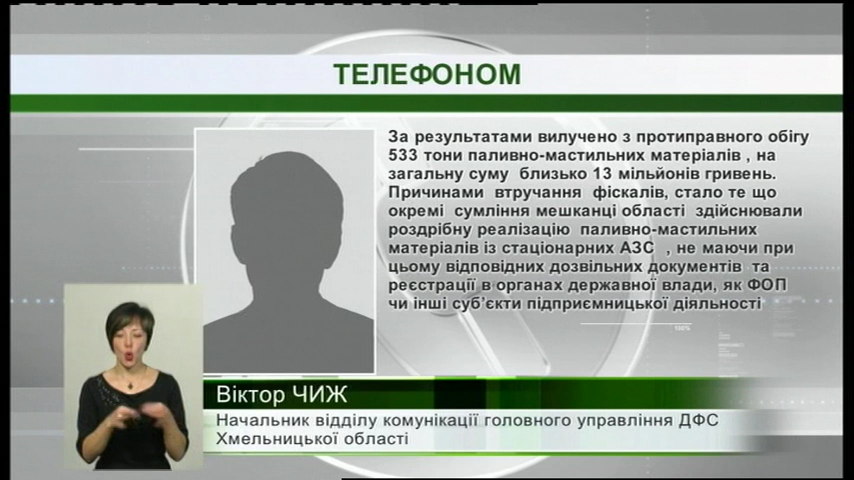 ТЕЛЕФОНОМ
За результатами вилучено з протиправного обігу
533 тони паливно-мастильних матеріалів , на
загальну суму близько 13 мільйонів гривень.
Причинами втручання фіскалів, стало те що
окремі сумління мешканці області здійснювали
роздрібну реалізацію паливно-мастильних
матеріалів із стаціонарних АЗС , не маючи при
цьому відповідних дозвільних документів та
реєстрації в органах державної влади, як ФОП
чи інші суб'єкти підприємницької діяльності
100%
Віктор ЧИЖ
Начальник відділу комунікації головного управління ДФС
Хмельницької області